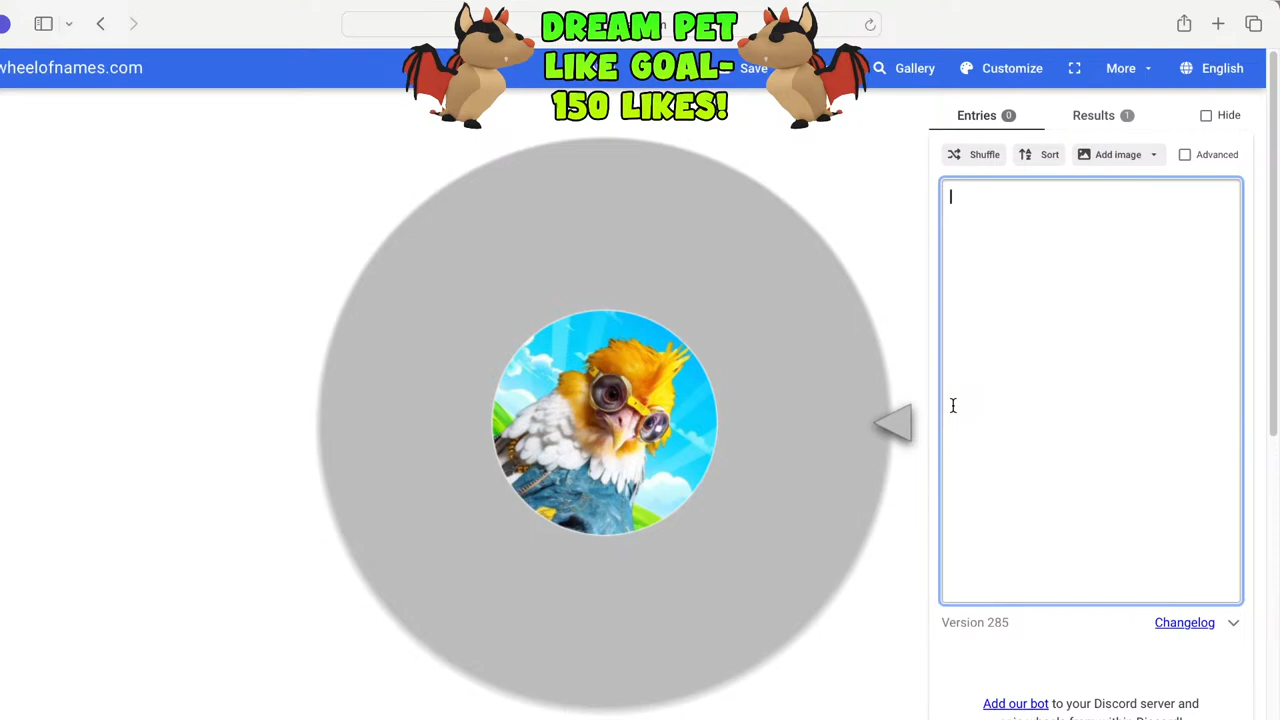 DREAM PET
LIKE GOAL-
150 LIKES!
wheelofnames.com
Save
Gallery
Customize
More
English
Entries 0
Results 1
Hide
Shuffle
Sort
Add image
Advanced
Version 285
Changelog
Add our bot to your Discord server and